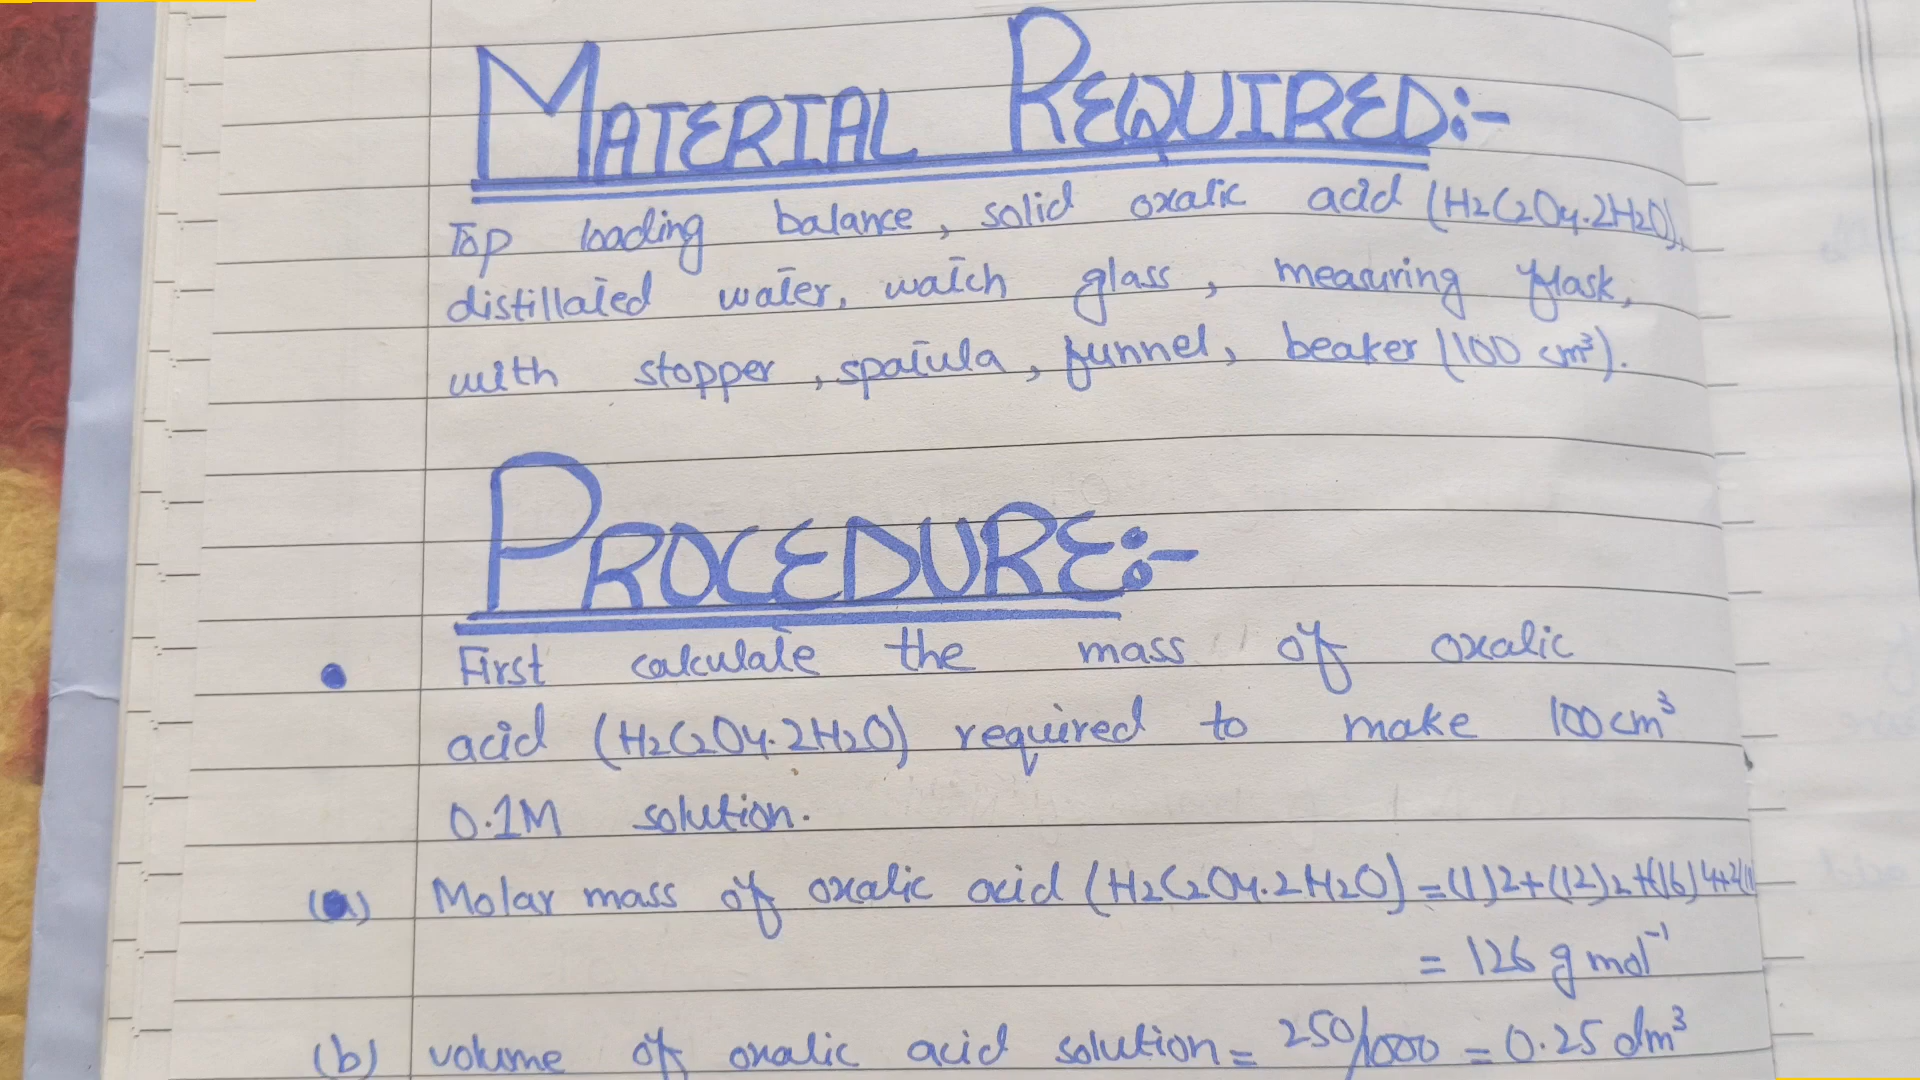 MATERIAL REQUIRED:-
Top loading balance, solid oxalic acid (H2C2O4.2H2O),
distillated water, watch glass, measuring flask,
with stopper, spatula, funnel, beaker (100 cm³).
PROCEDURE:-
• First calculate the mass of oxalic
acid (H2C2O4.2H2O) required to make 100cm³
0.1M solution.
(a) Molar mass of oxalic acid (H2C2O4.2H2O) = (1)2+(12)2+(16)4+2(1
= 126 g mol⁻¹
(b) volume of oxalic acid solution = 250/1000 = 0.25 dm³